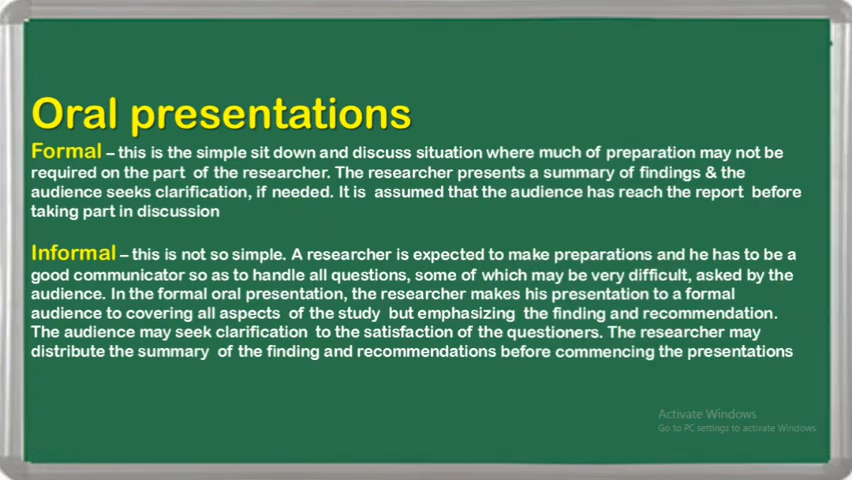 Oral presentations
Formal – this is the simple sit down and discuss situation where much of preparation may not be
required on the part of the researcher. The researcher presents a summary of findings & the
audience seeks clarification, if needed. It is assumed that the audience has reach the report before
taking part in discussion
Informal – this is not so simple. A researcher is expected to make preparations and he has to be a
good communicator so as to handle all questions, some of which may be very difficult, asked by the
audience. In the formal oral presentation, the researcher makes his presentation to a formal
audience to covering all aspects of the study but emphasizing the finding and recommendation.
The audience may seek clarification to the satisfaction of the questioners. The researcher may
distribute the summary of the finding and recommendations before commencing the presentations
Activate Windows
Go to PC settings to activate Windows